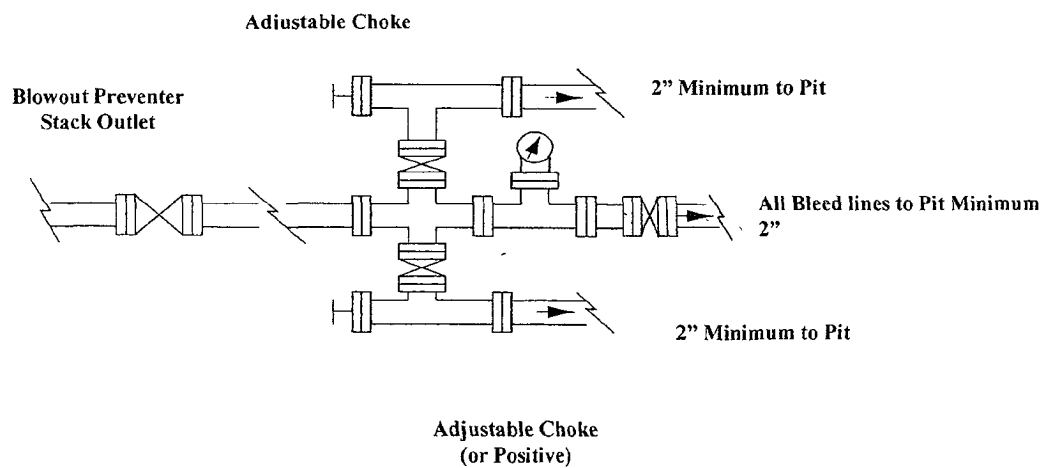 Adiustable Choke
Blowout Preventer
Stack Outlet
2” Minimum to Pit
All Bleed lines to Pit Minimum
2”
2” Minimum to Pit
Adjustable Choke
(or Positive)